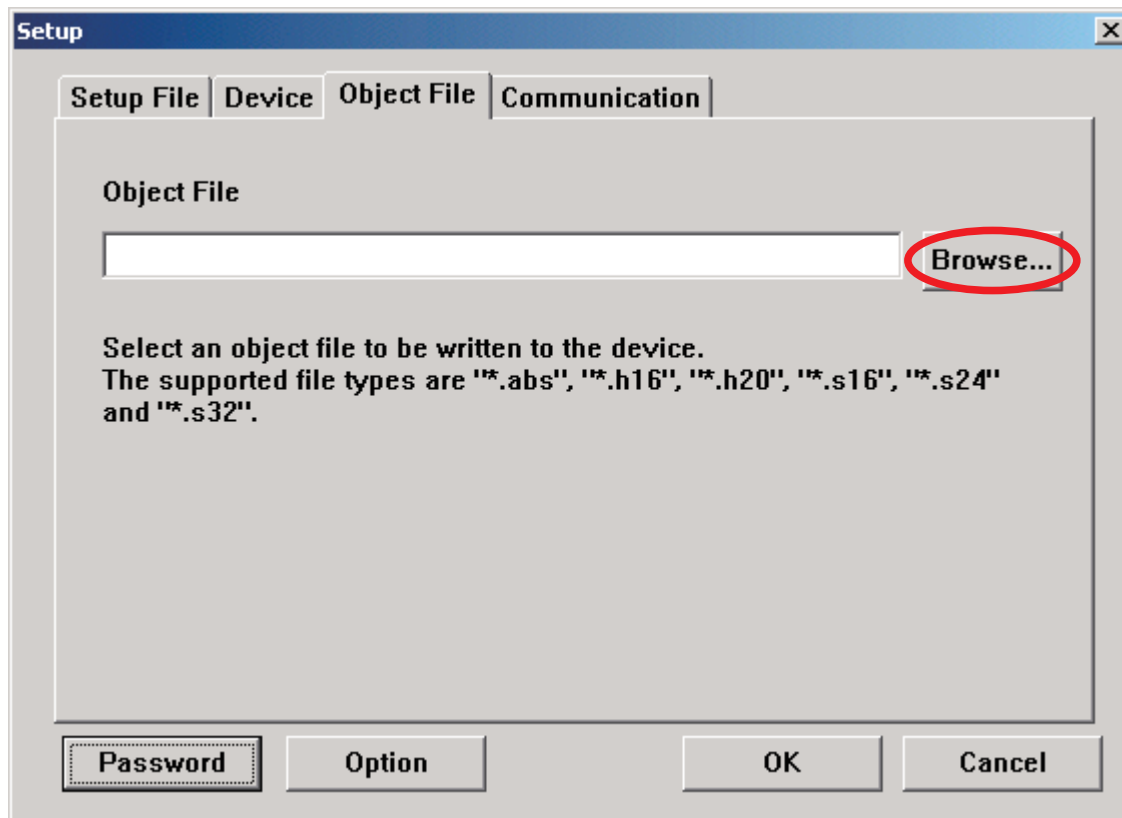 Setup
Setup File Device Object File Communication
Object File
Browse...
Select an object file to be written to the device.
The supported file types are "*.abs", "*.h16", "*.h20", "*.s16", "*.s24"
and "*.s32".
Password Option OK Cancel